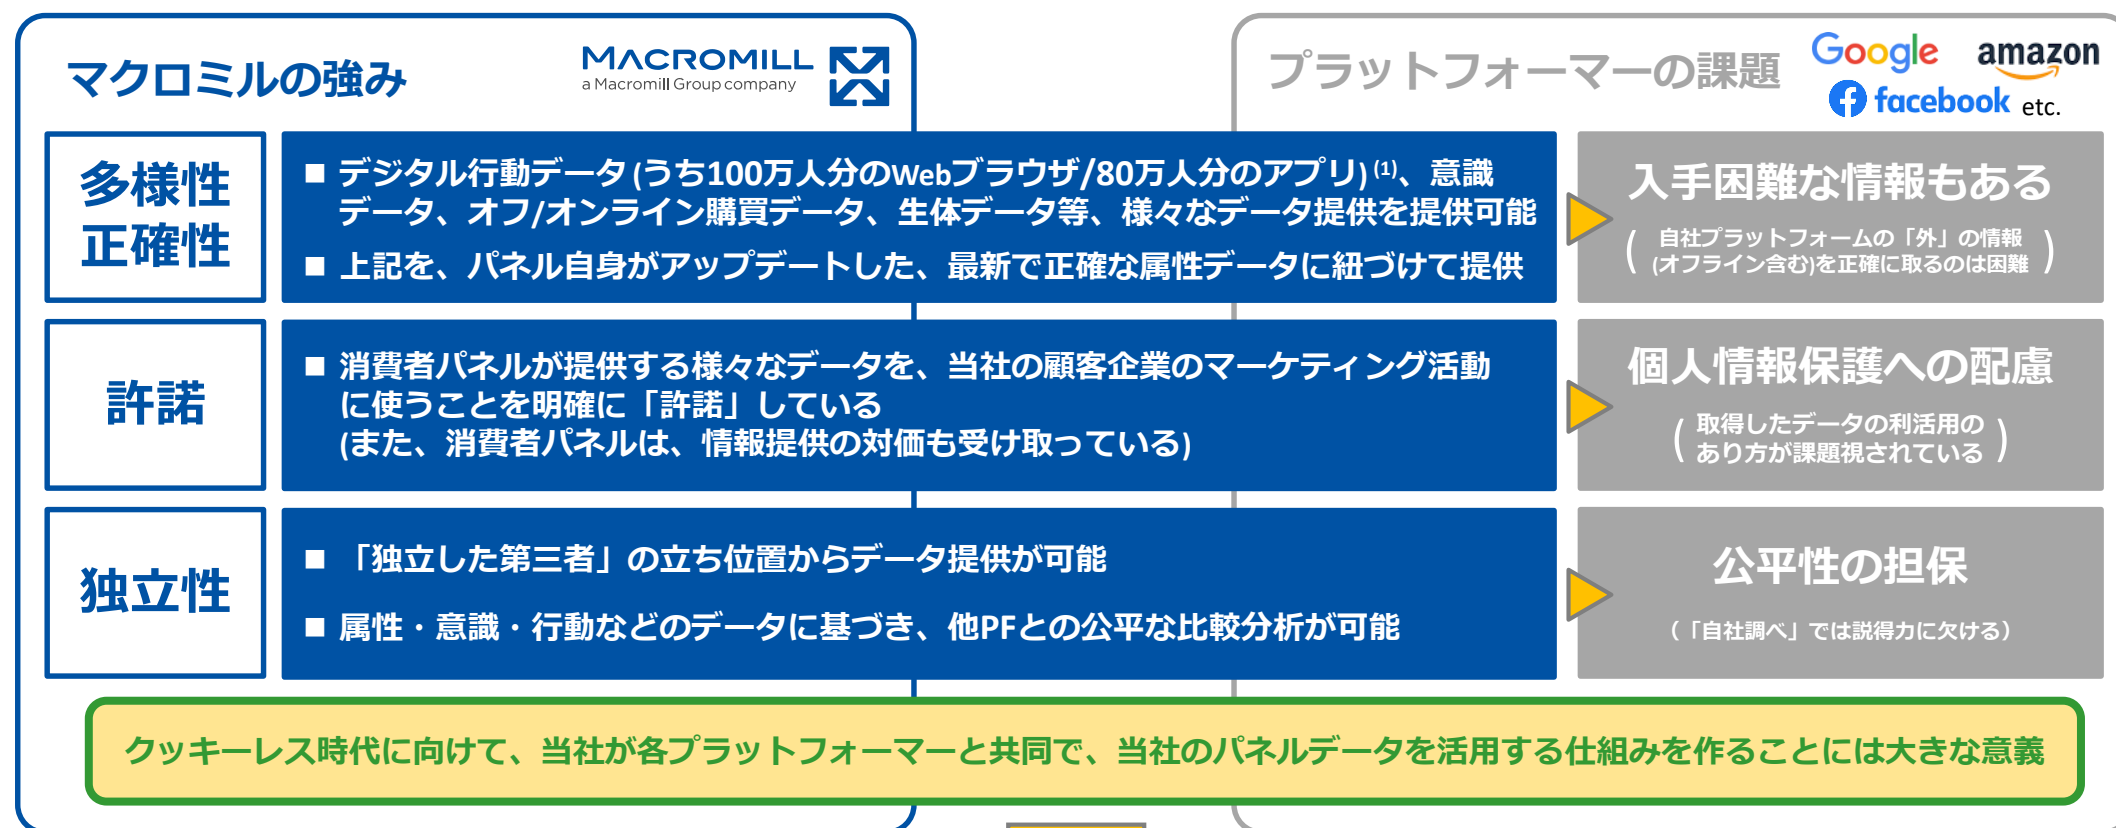 マクロミルの強み
MACROMILL
a Macromill Group company
プラットフォーマーの課題
Google
amazon
facebook etc.
多様性
正確性
■ デジタル行動データ (うち100万人分のWebブラウザ/80万人分のアプリ) (1)、意識
データ、オフ/オンライン購買データ、生体データ等、様々なデータ提供を提供可能
■ 上記を、パネル自身がアップデートした、最新で正確な属性データに紐づけて提供
入手困難な情報もある
( 自社プラットフォームの「外」の情報
(オフライン含む)を正確に取るのは困難 )
許諾
■ 消費者パネルが提供する様々なデータを、当社の顧客企業のマーケティング活動
に使うことを明確に「許諾」している
(また、消費者パネルは、情報提供の対価も受け取っている)
個人情報保護への配慮
( 取得したデータの利活用の
あり方が課題視されている )
独立性
■ 「独立した第三者」の立ち位置からデータ提供が可能
■ 属性・意識・行動などのデータに基づき、他PFとの公平な比較分析が可能
公平性の担保
（「自社調べ」では説得力に欠ける）
クッキーレス時代に向けて、当社が各プラットフォーマーと共同で、当社のパネルデータを活用する仕組みを作ることには大きな意義